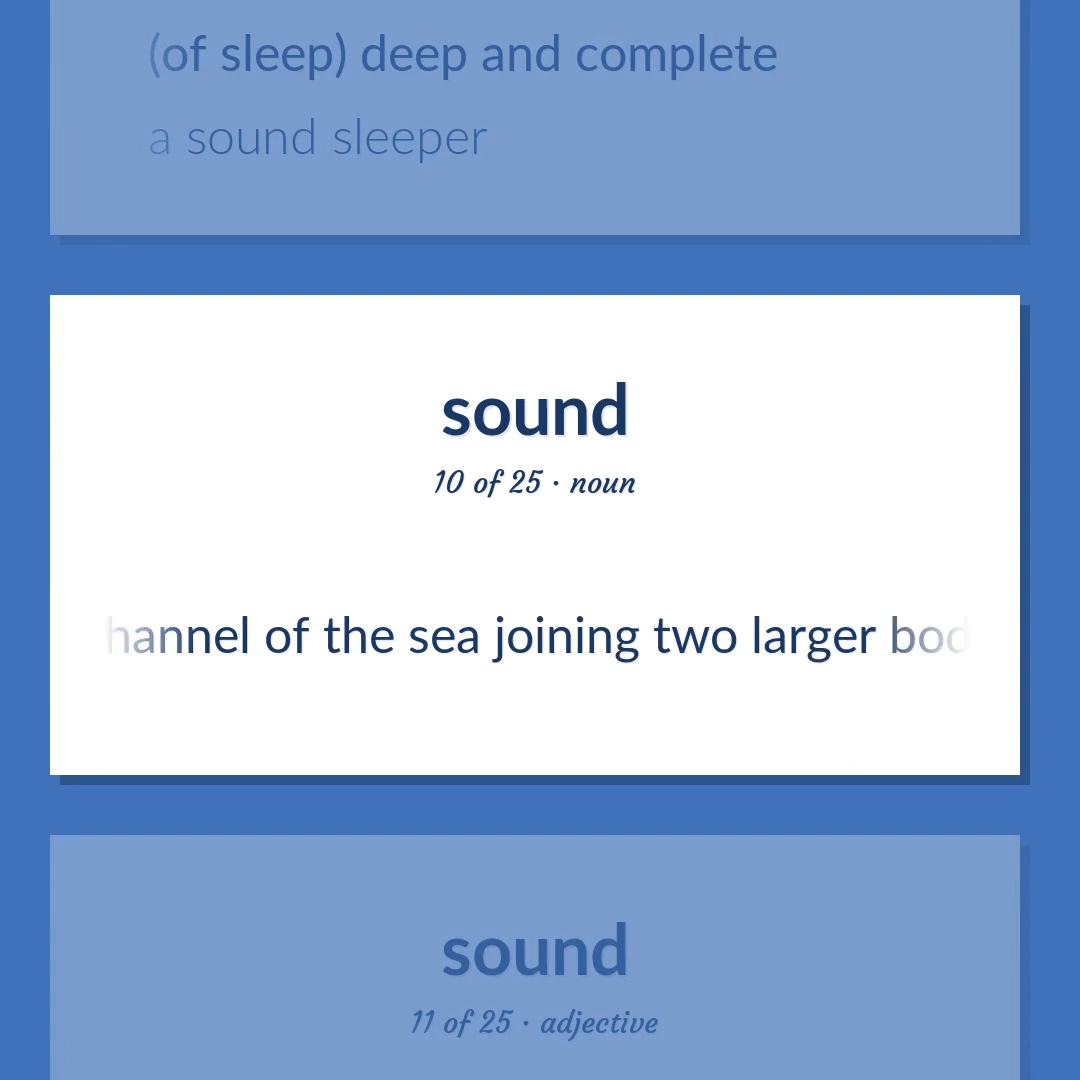 (of sleep) deep and complete
a sound sleeper
sound
10 of 25 · noun
hannel of the sea joining two larger bod
sound
11 of 25 · adjective